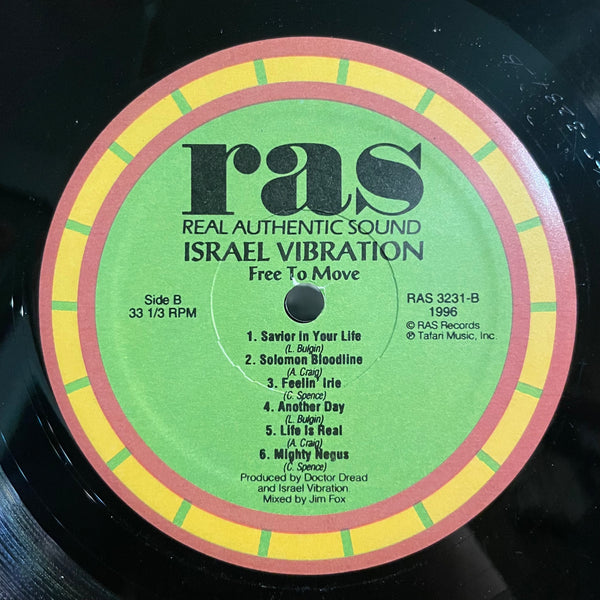 ras
REAL AUTHENTIC SOUND
ISRAEL VIBRATION
Free To Move
Side B
33 1/3 RPM
RAS 3231-B
1996
© RAS Records
℗ Tafari Music, Inc.
1. Savior In Your Life
(L. Bulgin)
2. Solomon Bloodline
(A. Craig)
3. Feelin' Irie
(C. Spence)
4. Another Day
(L. Bulgin)
5. Life Is Real
(A. Craig)
6. Mighty Negus
(C. Spence)
Produced by Doctor Dread
and Israel Vibration
Mixed by Jim Fox